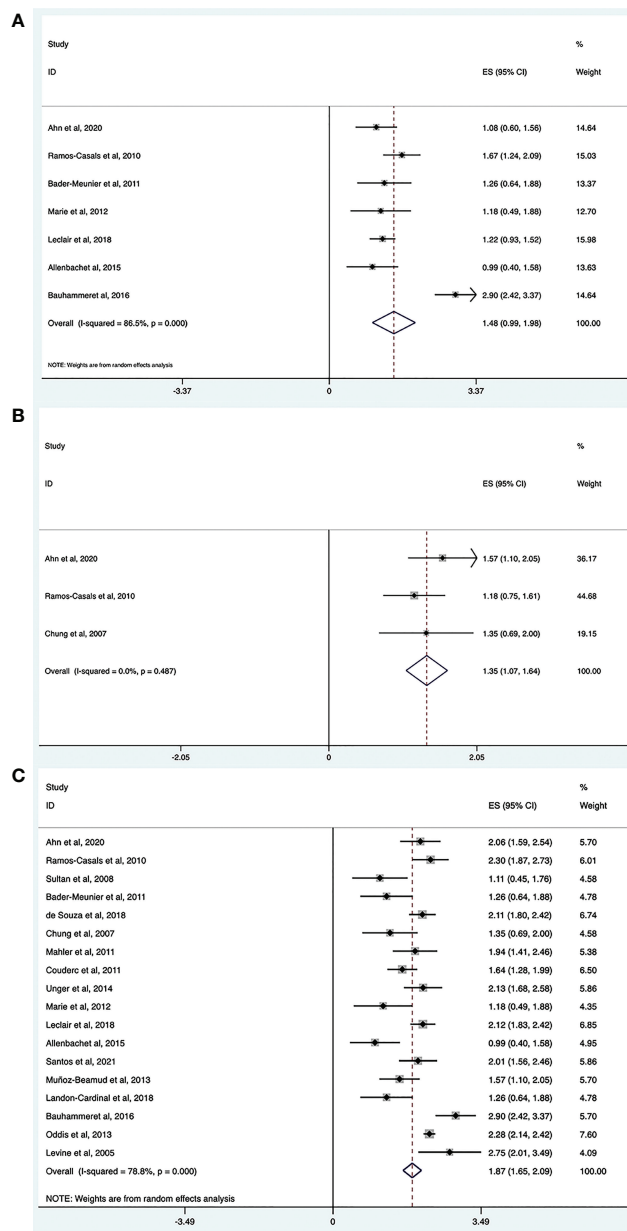 A
Study %
ID ES (95% CI) Weight
Ahn et al, 2020 1.08 (0.60, 1.56) 14.64
Ramos-Casals et al, 2010 1.67 (1.24, 2.09) 15.03
Bader-Meunier et al, 2011 1.26 (0.64, 1.88) 13.37
Marie et al, 2012 1.18 (0.49, 1.88) 12.70
Leclair et al, 2018 1.22 (0.93, 1.52) 15.98
Allenbachet al, 2015 0.99 (0.40, 1.58) 13.63
Bauhammeret al, 2016 2.90 (2.42, 3.37) 14.64
Overall (I-squared = 86.5%, p = 0.000) 1.48 (0.99, 1.98) 100.00
NOTE: Weights are from random effects analysis
-3.37 0 3.37
B
Study %
ID ES (95% CI) Weight
Ahn et al, 2020 1.57 (1.10, 2.05) 36.17
Ramos-Casals et al, 2010 1.18 (0.75, 1.61) 44.68
Chung et al, 2007 1.35 (0.69, 2.00) 19.15
Overall (I-squared = 0.0%, p = 0.487) 1.35 (1.07, 1.64) 100.00
-2.05 0 2.05
C
Study %
ID ES (95% CI) Weight
Ahn et al, 2020 2.06 (1.59, 2.54) 5.70
Ramos-Casals et al, 2010 2.30 (1.87, 2.73) 6.01
Sultan et al, 2008 1.11 (0.45, 1.76) 4.58
Bader-Meunier et al, 2011 1.26 (0.64, 1.88) 4.78
de Souza et al, 2018 2.11 (1.80, 2.42) 6.74
Chung et al, 2007 1.35 (0.69, 2.00) 4.58
Mahler et al, 2011 1.94 (1.41, 2.46) 5.38
Couderc et al, 2011 1.64 (1.28, 1.99) 6.50
Unger et al, 2014 2.13 (1.68, 2.58) 5.86
Marie et al, 2012 1.18 (0.49, 1.88) 4.35
Leclair et al, 2018 2.12 (1.83, 2.42) 6.85
Allenbachet al, 2015 0.99 (0.40, 1.58) 4.95
Santos et al, 2021 2.01 (1.56, 2.46) 5.86
Muñoz-Beamud et al, 2013 1.57 (1.10, 2.05) 5.70
Landon-Cardinal et al, 2018 1.26 (0.64, 1.88) 4.78
Bauhammeret al, 2016 2.90 (2.42, 3.37) 5.70
Oddis et al, 2013 2.28 (2.14, 2.42) 7.60
Levine et al, 2005 2.75 (2.01, 3.49) 4.09
Overall (I-squared = 78.8%, p = 0.000) 1.87 (1.65, 2.09) 100.00
NOTE: Weights are from random effects analysis
-3.49 0 3.49